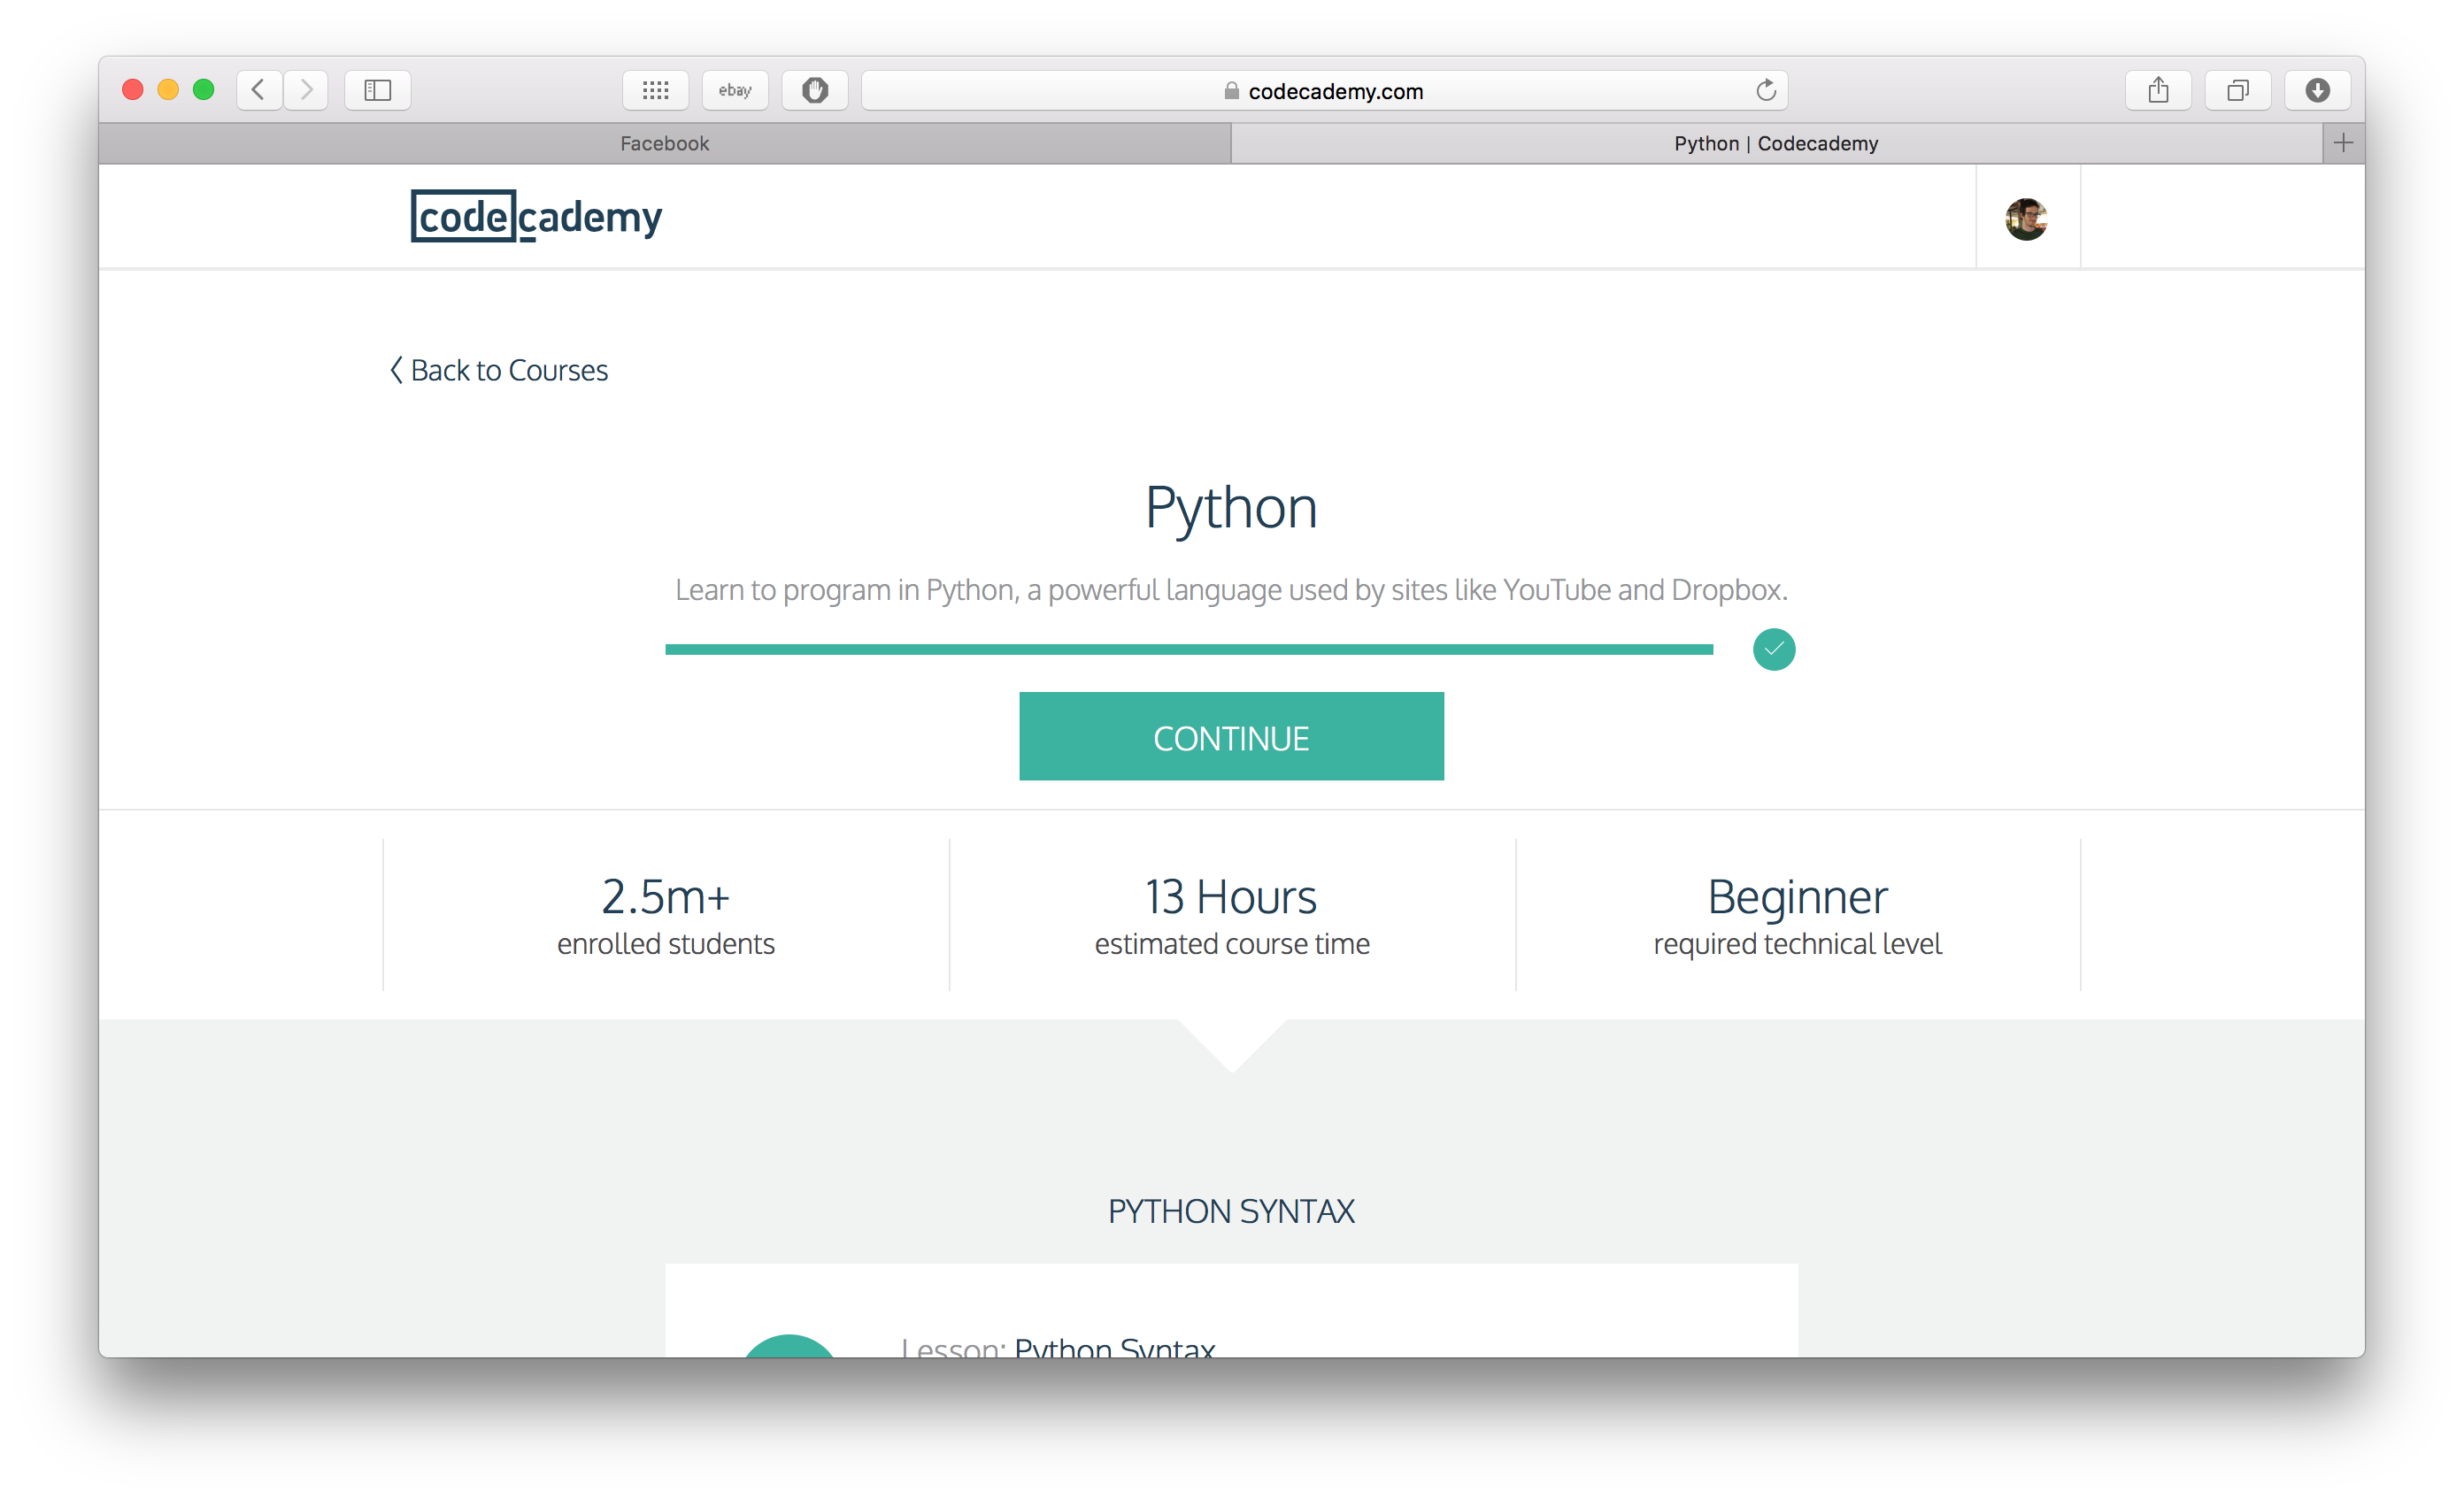 ebay
codecademy.com
Facebook
Python | Codecademy
codecademy
Back to Courses
Python
Learn to program in Python, a powerful language used by sites like YouTube and Dropbox.
CONTINUE
2.5m+
enrolled students
13 Hours
estimated course time
Beginner
required technical level
PYTHON SYNTAX
Lesson: Python Syntax